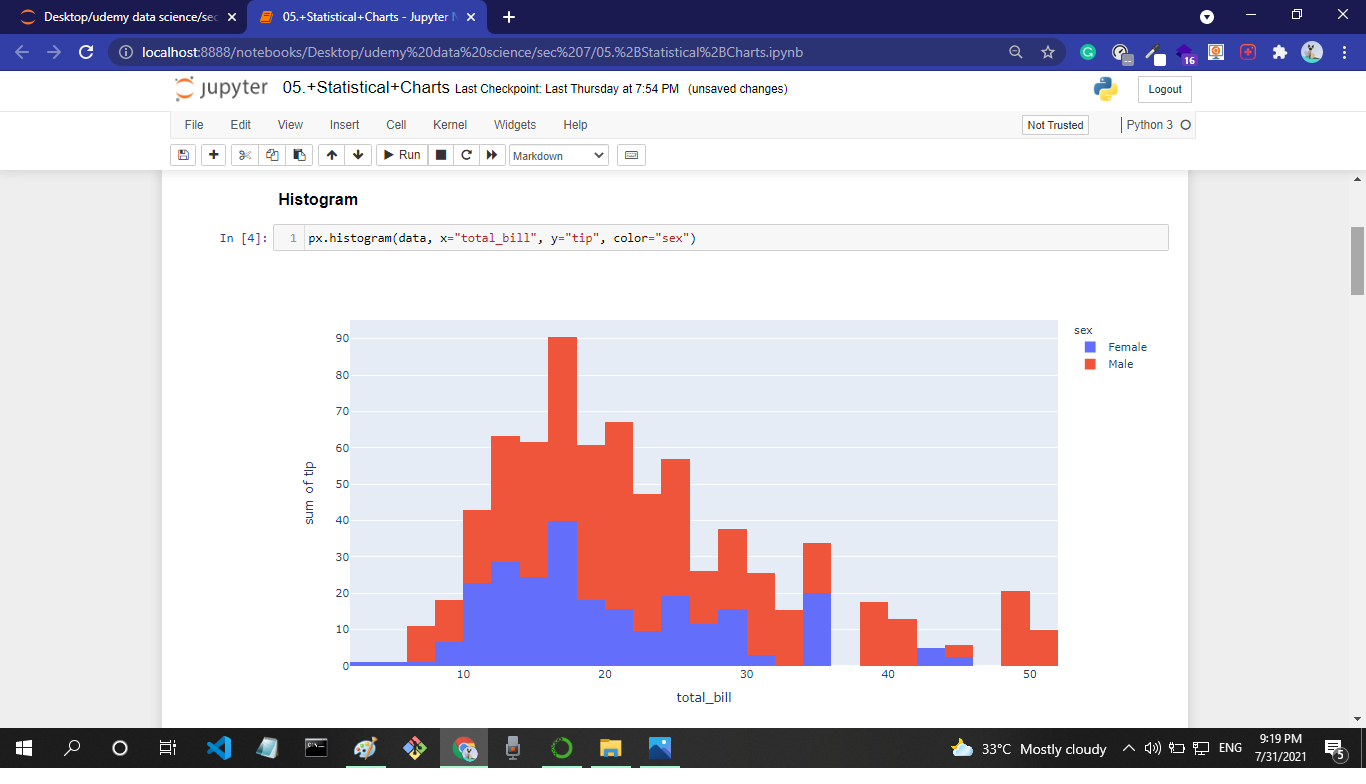 Desktop/udemy data science/sec
05.+Statistical+Charts - Jupyter N
localhost:8888/notebooks/Desktop/udemy%20data%20science/sec%207/05.%2BStatistical%2BCharts.ipynb
16
jupyter 05.+Statistical+Charts Last Checkpoint: Last Thursday at 7:54 PM (unsaved changes)
Logout
File Edit View Insert Cell Kernel Widgets Help
Not Trusted
Python 3
Run
Markdown
Histogram
In [4]: 1 px.histogram(data, x="total_bill", y="tip", color="sex")
sex
Female
Male
sum of tip
90
80
70
60
50
40
30
20
10
0
10 20 30 40 50
total_bill
33°C Mostly cloudy
ENG
9:19 PM
7/31/2021
5